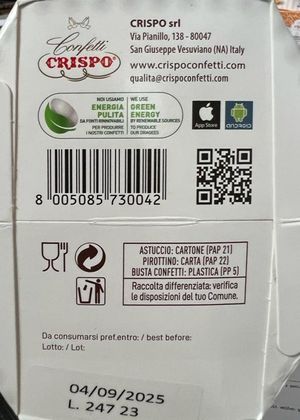 Confetti
CRISPO®
CRISPO srl
Via Pianillo, 138 - 80047
San Giuseppe Vesuviano (NA) Italy
www.crispoconfetti.com
qualita@crispoconfetti.com
NOI USIAMO
ENERGIA
PULITA
DA FONTI RINNOVABILI
PER PRODURRE
I NOSTRI CONFETTI
WE USE
GREEN
ENERGY
BY RENEWABLE SOURCES
TO PRODUCE
OUR DRAGEES
App Store
ANDROID
8 005085 730042
ASTUCCIO: CARTONE (PAP 21)
PIROTTINO: CARTA (PAP 22)
BUSTA CONFETTI: PLASTICA (PP 5)
Raccolta differenziata: verifica
le disposizioni del tuo Comune.
Da consumarsi pref.entro: / best before:
Lotto: / Lot:
04/09/2025
L. 247 23